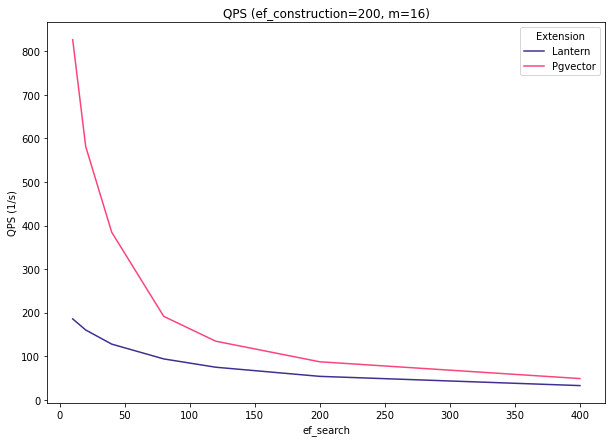 QPS (ef_construction=200, m=16)
Extension
Lantern
Pgvector
QPS (1/s)
800
700
600
500
400
300
200
100
0
0 50 100 150 200 250 300 350 400
ef_search